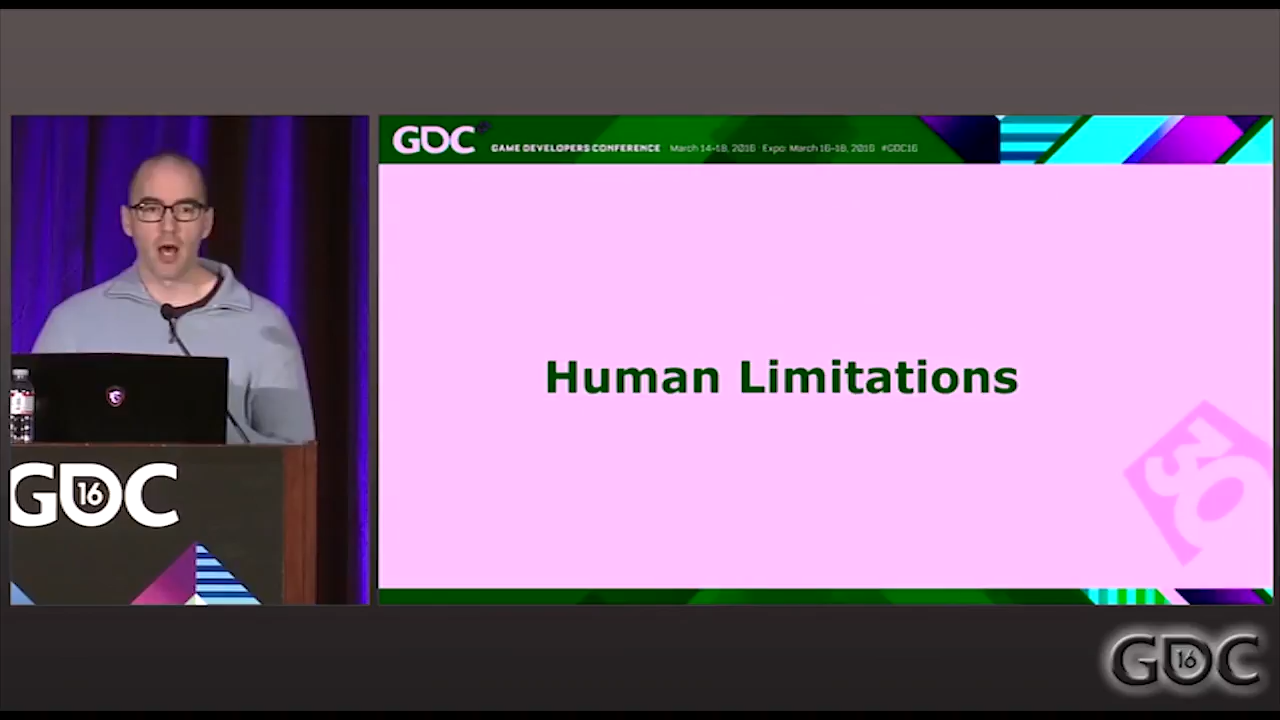 GDC
GAME DEVELOPERS CONFERENCE March 14-18, 2016 · Expo: March 16-18, 2016 #GDC16
Human Limitations
30
GDC
16
GDC
16